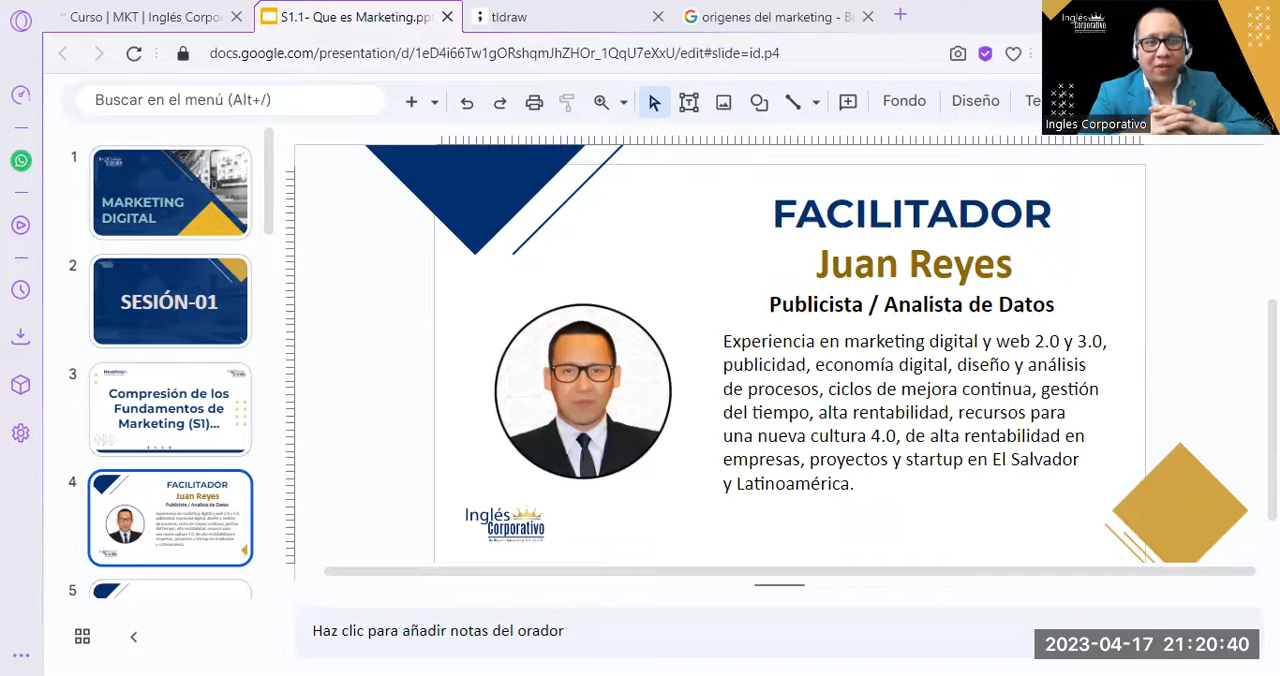 Curso | MKT | Inglés Corpo
S1.1- Que es Marketing.pp
tldraw
origenes del marketing - B
docs.google.com/presentation/d/1eD4i66Tw1gORshqmJhZHOr_1QqU7eXxU/edit#slide=id.p4
Buscar en el menú (Alt+/)
Fondo
Diseño
Te
Inglés
Corporativo
Ingles Corporativo
1
MARKETING
DIGITAL
2
SESIÓN-01
3
Compresión de los
Fundamentos de
Marketing (S1)...
4
FACILITADOR
Juan Reyes
Publicista / Analista de Datos
5
FACILITADOR
Juan Reyes
Publicista / Analista de Datos
Experiencia en marketing digital y web 2.0 y 3.0,
publicidad, economía digital, diseño y análisis
de procesos, ciclos de mejora continua, gestión
del tiempo, alta rentabilidad, recursos para
una nueva cultura 4.0, de alta rentabilidad en
empresas, proyectos y startup en El Salvador
y Latinoamérica.
Inglés
Corporativo
Haz clic para añadir notas del orador
2023-04-17 21:20:40